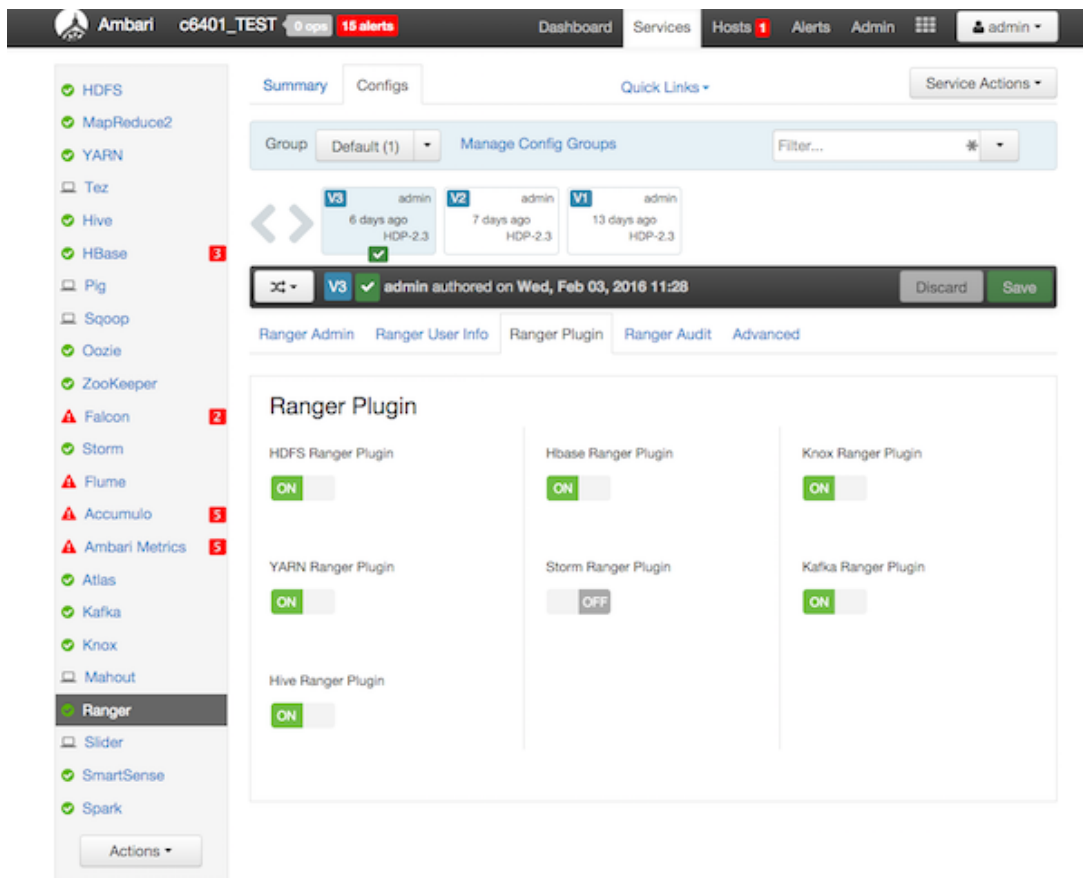 Ambari c6401_TEST 0 ops 15 alerts Dashboard Services Hosts 1 Alerts Admin admin
HDFS
MapReduce2
YARN
Tez
Hive
HBase 3
Pig
Sqoop
Oozie
ZooKeeper
Falcon 2
Storm
Flume
Accumulo 5
Ambari Metrics 5
Atlas
Kafka
Knox
Mahout
Ranger
Slider
SmartSense
Spark
Actions
Summary Configs Quick Links Service Actions
Group Default (1) Manage Config Groups Filter...
V3 admin
6 days ago
HDP-2.3
V2 admin
7 days ago
HDP-2.3
V1 admin
13 days ago
HDP-2.3
V3 admin authored on Wed, Feb 03, 2016 11:28 Discard Save
Ranger Admin Ranger User Info Ranger Plugin Ranger Audit Advanced
Ranger Plugin
HDFS Ranger Plugin Hbase Ranger Plugin Knox Ranger Plugin
ON ON ON
YARN Ranger Plugin Storm Ranger Plugin Kafka Ranger Plugin
ON OFF ON
Hive Ranger Plugin
ON